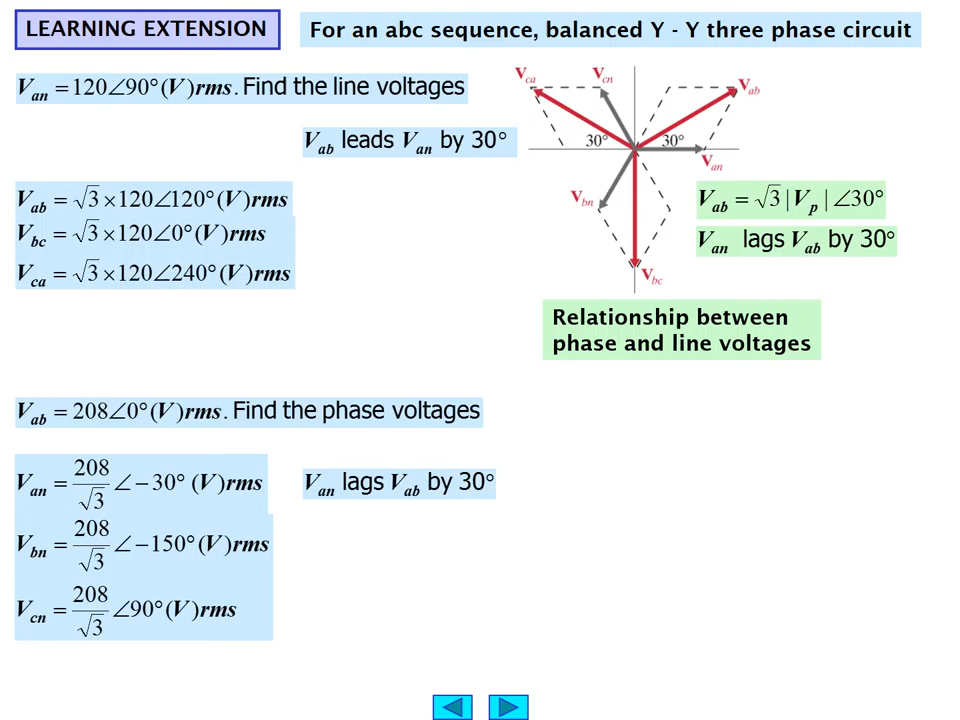 LEARNING EXTENSION
For an abc sequence, balanced Y - Y three phase circuit
V_an = 120∠90°(V)rms. Find the line voltages
V_ab leads V_an by 30°
V_ab = √3 × 120∠120°(V)rms
V_bc = √3 × 120∠0°(V)rms
V_ca = √3 × 120∠240°(V)rms
V_ca
V_cn
V_ab
30°
30°
V_an
V_bn
V_bc
V_ab = √3 | V_p | ∠30°
V_an lags V_ab by 30°
Relationship between
phase and line voltages
V_ab = 208∠0°(V)rms. Find the phase voltages
V_an = 208/√3 ∠ − 30° (V)rms
V_an lags V_ab by 30°
V_bn = 208/√3 ∠ −150°(V)rms
V_cn = 208/√3 ∠90°(V)rms